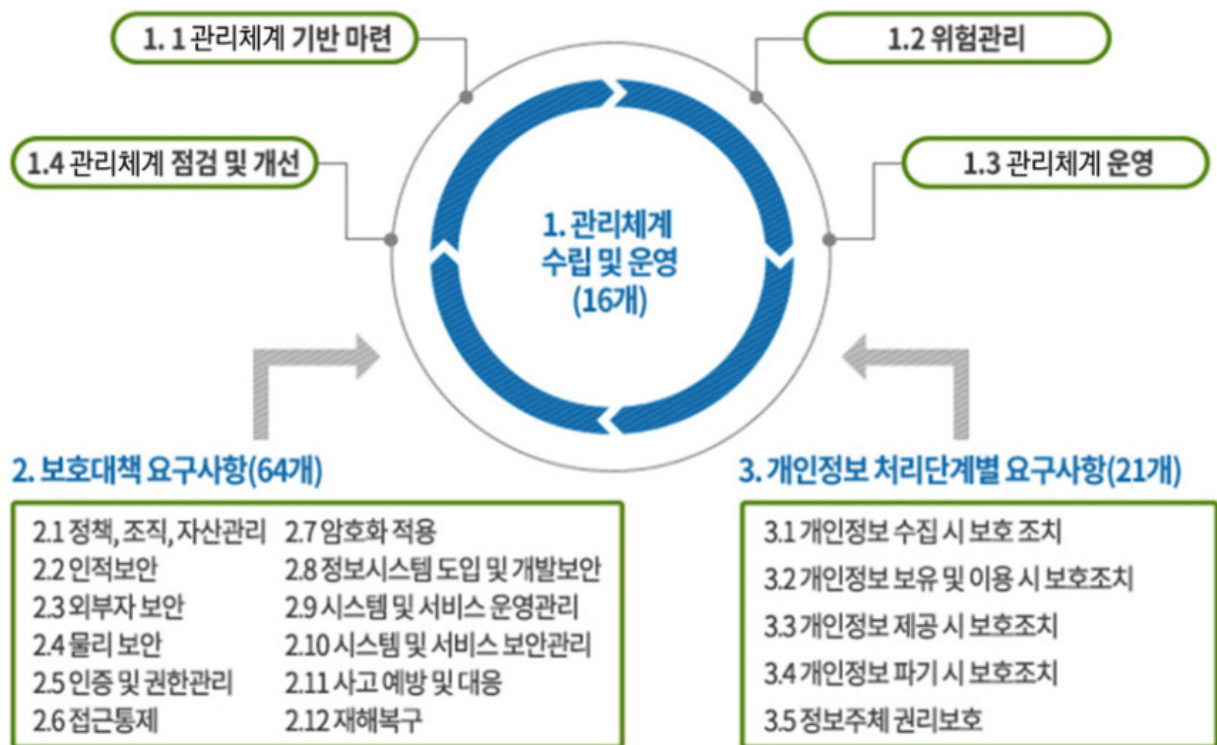 1. 1 관리체계 기반 마련
1.2 위험관리
1.4 관리체계 점검 및 개선
1.3 관리체계 운영
1. 관리체계
수립 및 운영
(16개)
2. 보호대책 요구사항(64개)
2.1 정책, 조직, 자산관리
2.2 인적보안
2.3 외부자 보안
2.4 물리 보안
2.5 인증 및 권한관리
2.6 접근통제
2.7 암호화 적용
2.8 정보시스템 도입 및 개발보안
2.9 시스템 및 서비스 운영관리
2.10 시스템 및 서비스 보안관리
2.11 사고 예방 및 대응
2.12 재해복구
3. 개인정보 처리단계별 요구사항(21개)
3.1 개인정보 수집 시 보호 조치
3.2 개인정보 보유 및 이용 시 보호조치
3.3 개인정보 제공 시 보호조치
3.4 개인정보 파기 시 보호조치
3.5 정보주체 권리보호